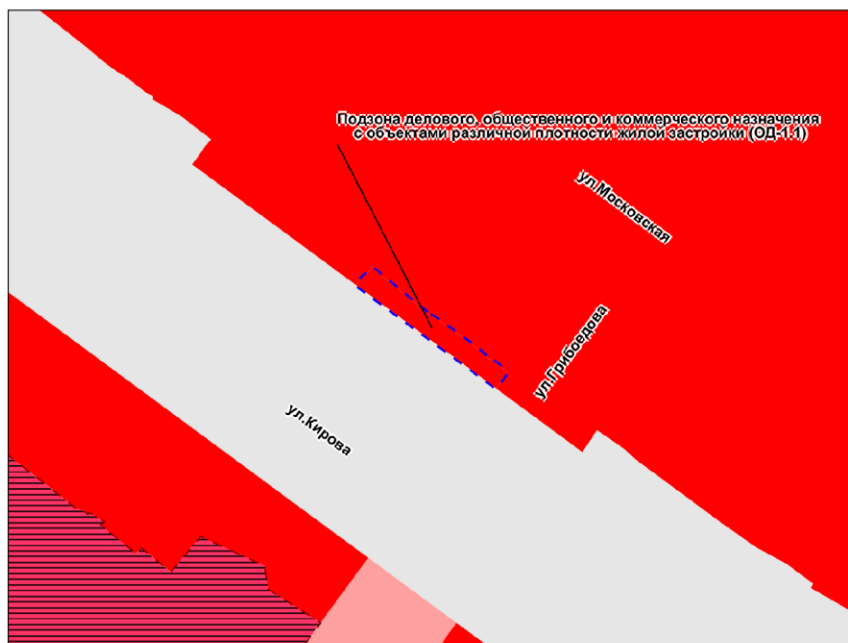 Подзона делового, общественного и коммерческого назначения
с объектами различной плотности жилой застройки (ОД-1.1)
ул.Московская
ул.Грибоедова
ул.Кирова